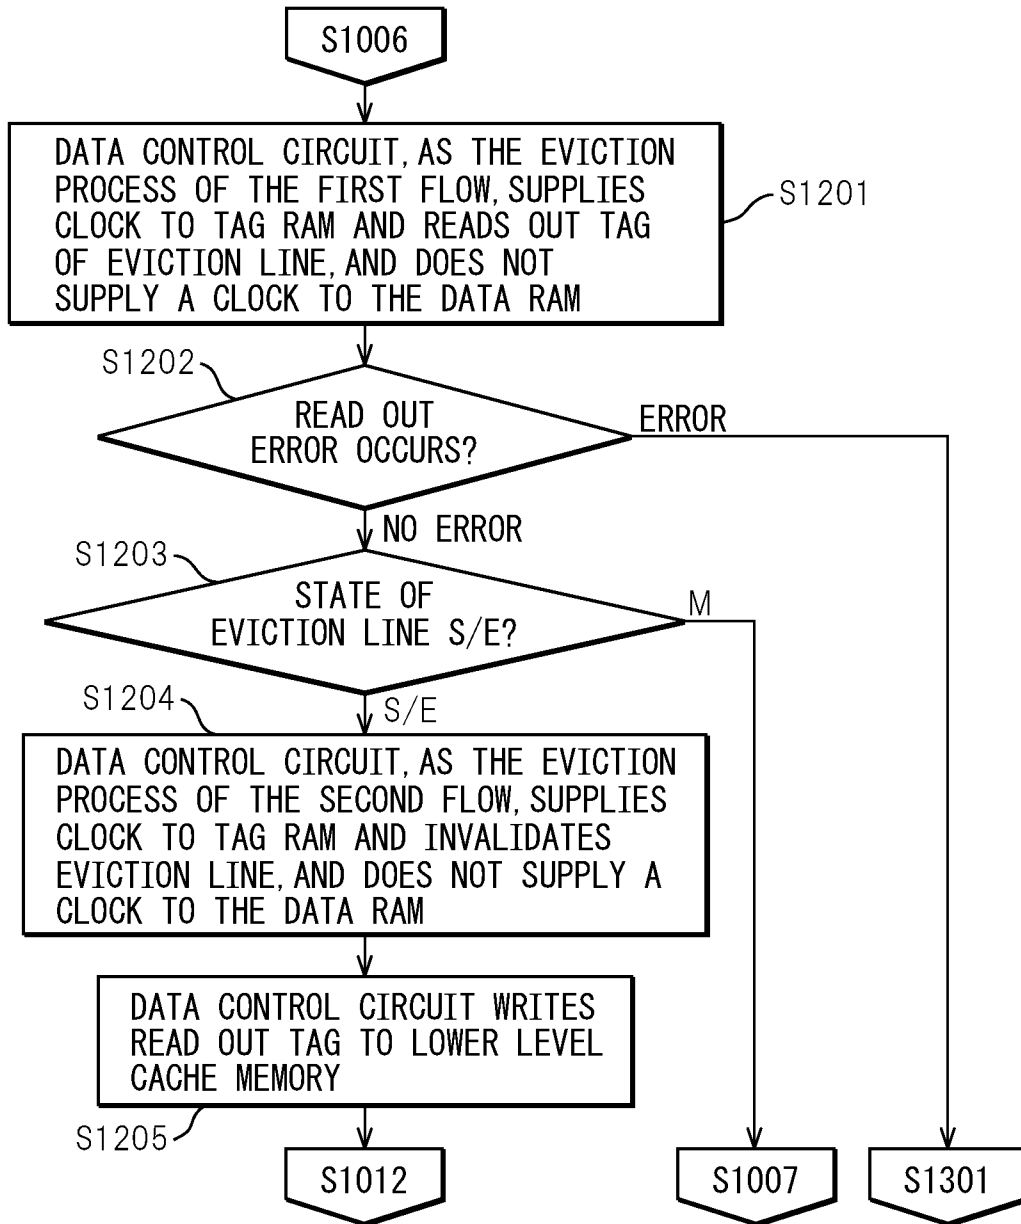 S1006
DATA CONTROL CIRCUIT, AS THE EVICTION
PROCESS OF THE FIRST FLOW, SUPPLIES
CLOCK TO TAG RAM AND READS OUT TAG
OF EVICTION LINE, AND DOES NOT
SUPPLY A CLOCK TO THE DATA RAM
S1201
S1202
READ OUT
ERROR OCCURS?
ERROR
NO ERROR
S1203
STATE OF
EVICTION LINE S/E?
M
S/E
S1204
DATA CONTROL CIRCUIT, AS THE EVICTION
PROCESS OF THE SECOND FLOW, SUPPLIES
CLOCK TO TAG RAM AND INVALIDATES
EVICTION LINE, AND DOES NOT SUPPLY A
CLOCK TO THE DATA RAM
DATA CONTROL CIRCUIT WRITES
READ OUT TAG TO LOWER LEVEL
CACHE MEMORY
S1205
S1012
S1007
S1301